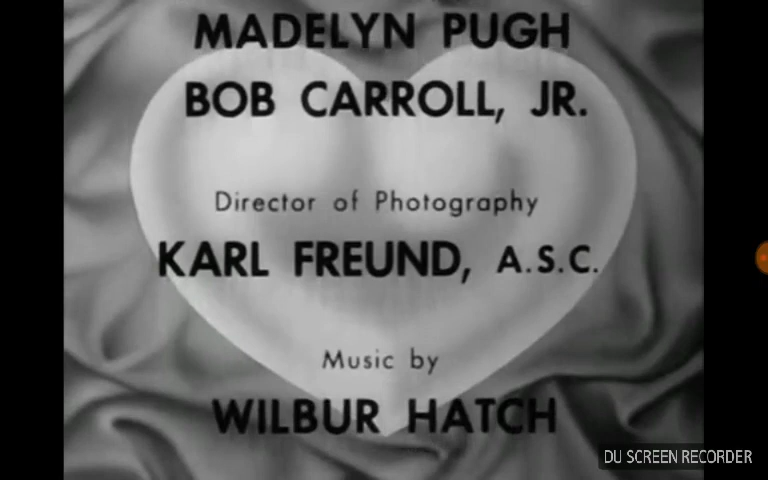 MADELYN PUGH
BOB CARROLL, JR.
Director of Photography
KARL FREUND, A.S.C.
Music by
WILBUR HATCH
DU SCREEN RECORDER